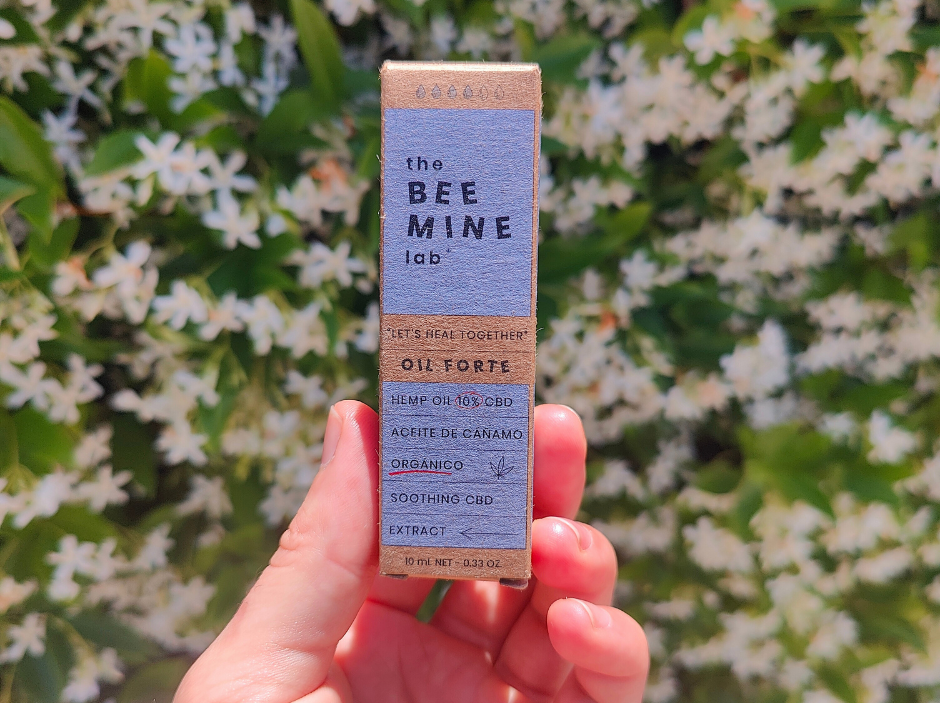 the
BEE
MINE
lab
"LET'S HEAL TOGETHER"
OIL FORTE
HEMP OIL 10% CBD
ACEITE DE CAÑAMO
ORGÁNICO
SOOTHING CBD
EXTRACT
10 ml NET - 0.33 OZ